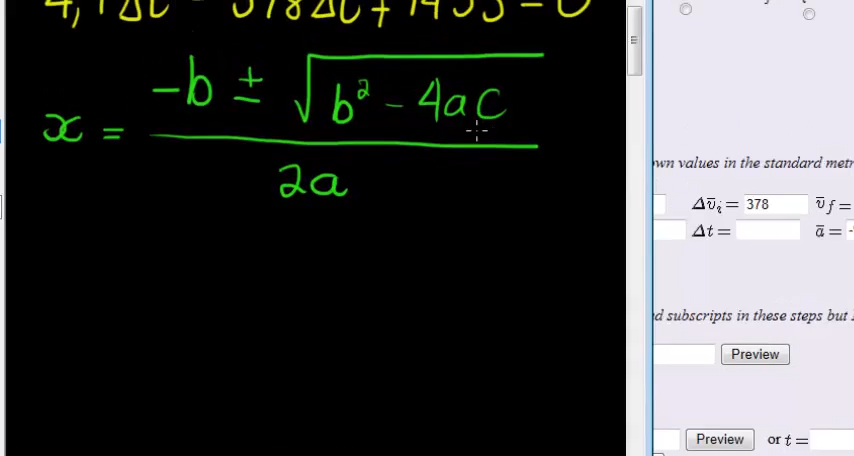 x = -b ± √(b² - 4ac) / 2a
own values in the standard metr
Δv̄i = 378 v̄f =
Δt = ā = -
d subscripts in these steps but
Preview
Preview or t =